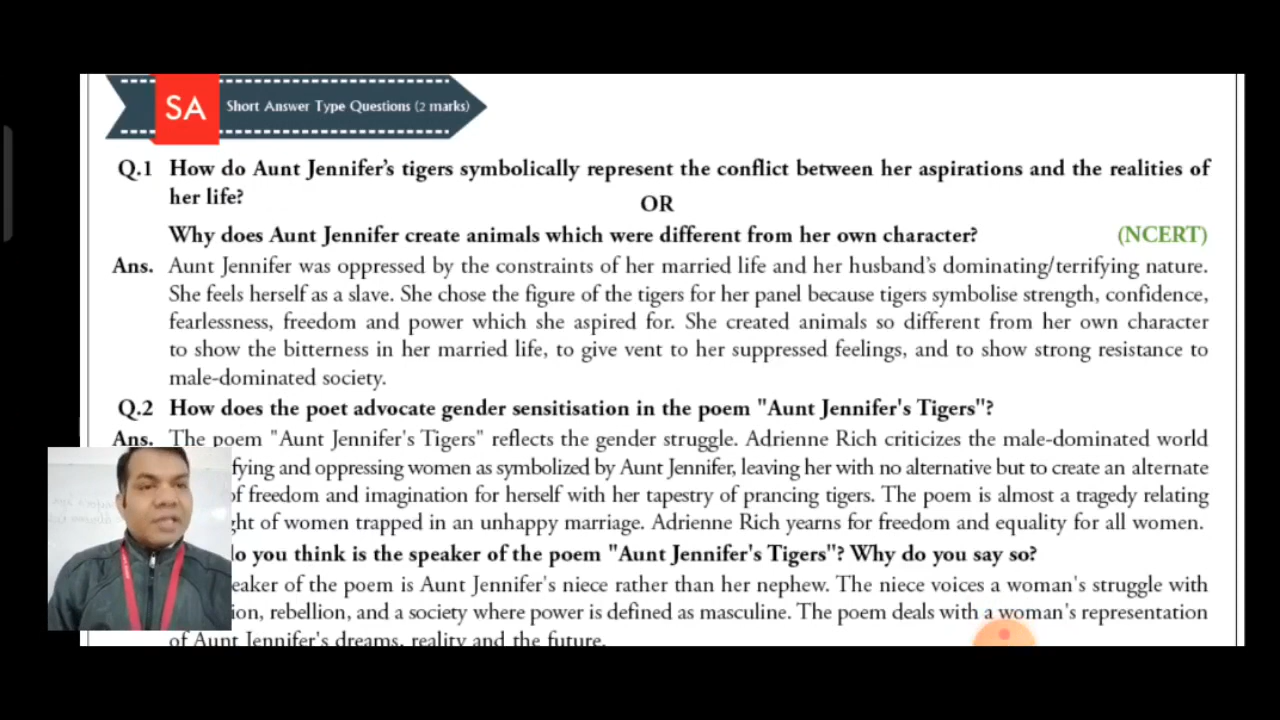 SA Short Answer Type Questions (2 marks)
Q.1 How do Aunt Jennifer's tigers symbolically represent the conflict between her aspirations and the realities of
her life?
OR
Why does Aunt Jennifer create animals which were different from her own character? (NCERT)
Ans. Aunt Jennifer was oppressed by the constraints of her married life and her husband's dominating/terrifying nature.
She feels herself as a slave. She chose the figure of the tigers for her panel because tigers symbolise strength, confidence,
fearlessness, freedom and power which she aspired for. She created animals so different from her own character
to show the bitterness in her married life, to give vent to her suppressed feelings, and to show strong resistance to
male-dominated society.
Q.2 How does the poet advocate gender sensitisation in the poem "Aunt Jennifer's Tigers"?
Ans. The poem "Aunt Jennifer's Tigers" reflects the gender struggle. Adrienne Rich criticizes the male-dominated world
fying and oppressing women as symbolized by Aunt Jennifer, leaving her with no alternative but to create an alternate
of freedom and imagination for herself with her tapestry of prancing tigers. The poem is almost a tragedy relating
ght of women trapped in an unhappy marriage. Adrienne Rich yearns for freedom and equality for all women.
do you think is the speaker of the poem "Aunt Jennifer's Tigers"? Why do you say so?
eaker of the poem is Aunt Jennifer's niece rather than her nephew. The niece voices a woman's struggle with
ion, rebellion, and a society where power is defined as masculine. The poem deals with a woman's representation
of Aunt Jennifer's dreams, reality and the future.